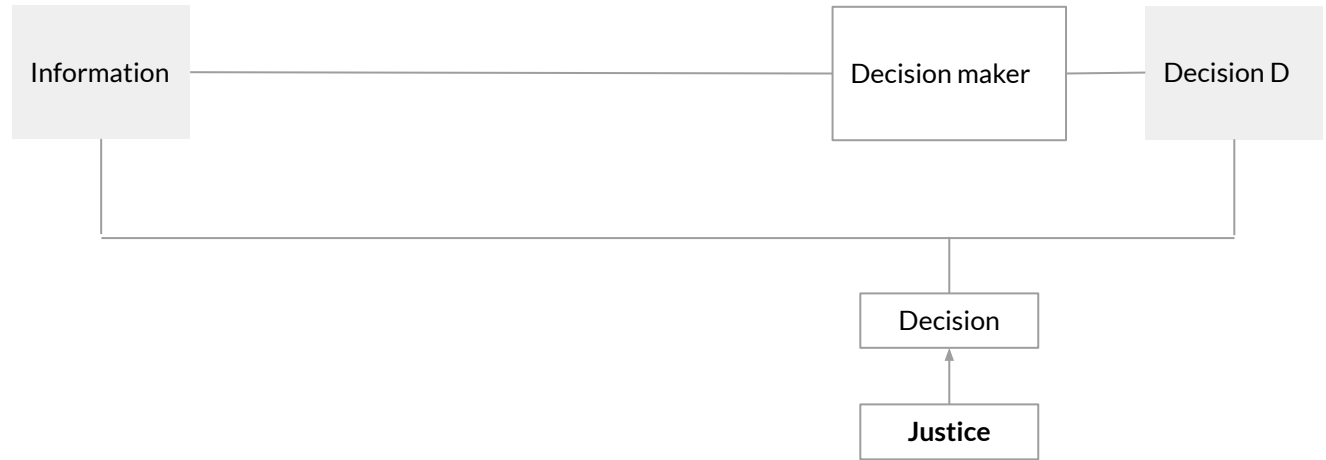 Information
Decision maker
Decision D
Decision
Justice